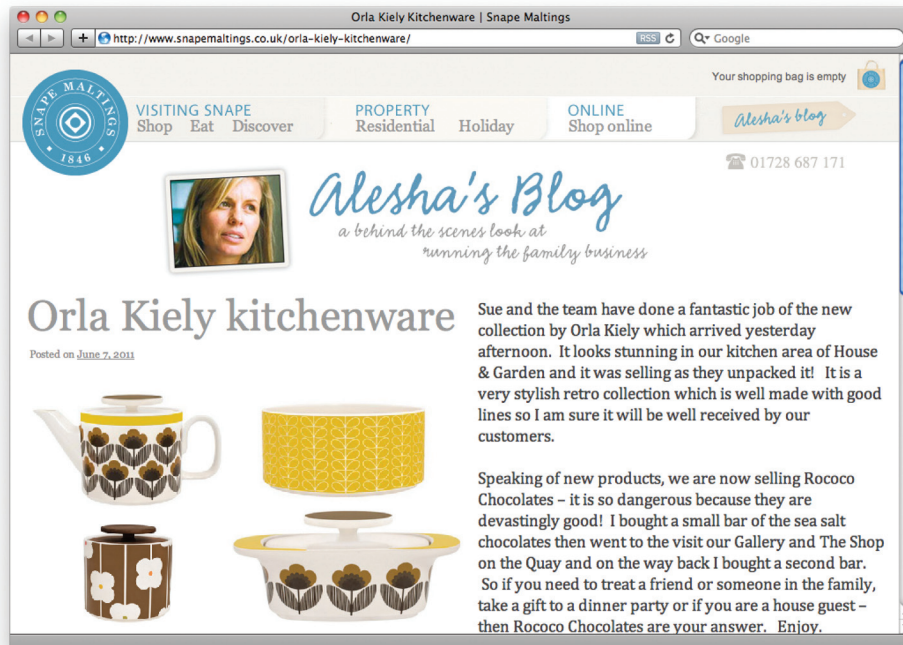 Orla Kiely Kitchenware | Snape Maltings
http://www.snapemaltings.co.uk/orla-kiely-kitchenware/
RSS
Google
Your shopping bag is empty
SNAPE MALTINGS
1846
VISITING SNAPE
Shop Eat Discover
PROPERTY
Residential Holiday
ONLINE
Shop online
Alesha's blog
01728 687 171
Alesha's Blog
a behind the scenes look at
running the family business
Orla Kiely kitchenware
Posted on June 7, 2011
Sue and the team have done a fantastic job of the new
collection by Orla Kiely which arrived yesterday
afternoon. It looks stunning in our kitchen area of House
& Garden and it was selling as they unpacked it! It is a
very stylish retro collection which is well made with good
lines so I am sure it will be well received by our
customers.
Speaking of new products, we are now selling Rococo
Chocolates – it is so dangerous because they are
devastingly good! I bought a small bar of the sea salt
chocolates then went to the visit our Gallery and The Shop
on the Quay and on the way back I bought a second bar.
So if you need to treat a friend or someone in the family,
take a gift to a dinner party or if you are a house guest –
then Rococo Chocolates are your answer. Enjoy.